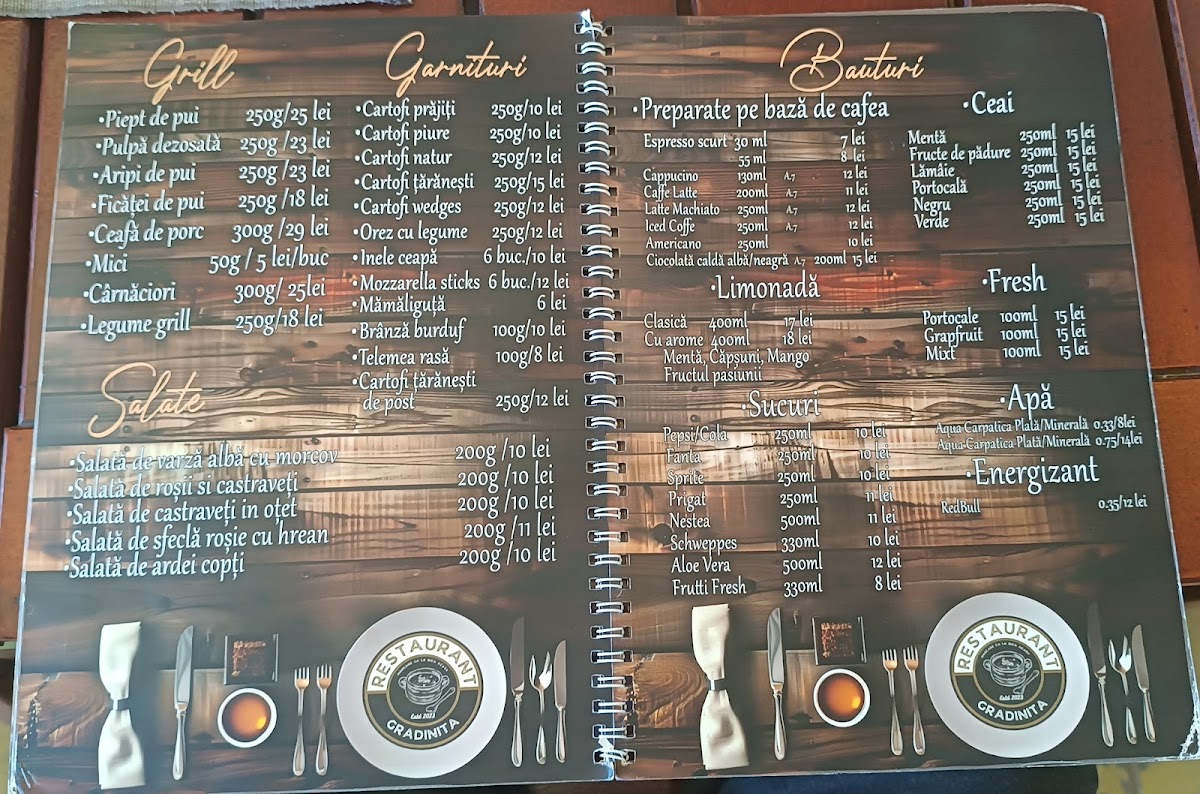 Grill
•Piept de pui 250g/25 lei
•Pulpă dezosată 250g /23 lei
•Aripi de pui 250g /23 lei
•Ficăței de pui 250g /18 lei
•Ceafă de porc 300g /29 lei
•Mici 50g / 5 lei/buc
•Cârnăciori 300g/ 25lei
•Legume grill 250g/18 lei
Salate
•Salată de varză albă cu morcov 200g /10 lei
•Salată de roșii si castraveți 200g /10 lei
•Salată de castraveți in oțet 200g /10 lei
•Salată de sfeclă roșie cu hrean 200g /11 lei
•Salată de ardei copți 200g /10 lei
Garnituri
•Cartofi prăjiți 250g/10 lei
•Cartofi piure 250g/10 lei
•Cartofi natur 250g/12 lei
•Cartofi țărănești 250g/15 lei
•Cartofi wedges 250g/12 lei
•Orez cu legume 250g/12 lei
•Inele ceapă 6 buc./10 lei
•Mozzarella sticks 6 buc./12 lei
•Mămăliguță 6 lei
•Brânză burduf 100g/10 lei
•Telemea rasă 100g/8 lei
•Cartofi țărănești
de post 250g/12 lei
RESTAURANT
Estd 2023
GRADINITA
Bauturi
•Preparate pe bază de cafea
Espresso scurt 30 ml 7 lei
55 ml 8 lei
Cappucino 130ml A.7 12 lei
Caffe Latte 200ml A.7 11 lei
Latte Machiato 250ml A.7 12 lei
Iced Coffe 250ml A.7 12 lei
Americano 250ml 10 lei
Ciocolată caldă albă/neagră A.7 200ml 15 lei
•Limonadă
Clasică 400ml 17 lei
Cu arome 400ml 18 lei
Mentă, Căpșuni, Mango
Fructul pasiunii
•Sucuri
Pepsi/Cola 250ml 10 lei
Fanta 250ml 10 lei
Sprite 250ml 10 lei
Prigat 250ml 11 lei
Nestea 500ml 11 lei
Schweppes 330ml 10 lei
Aloe Vera 500ml 12 lei
Frutti Fresh 330ml 8 lei
•Ceai
Mentă 250ml 15 lei
Fructe de pădure 250ml 15 lei
Lămâie 250ml 15 lei
Portocală 250ml 15 lei
Negru 250ml 15 lei
Verde 250ml 15 lei
•Fresh
Portocale 100ml 15 lei
Grapfruit 100ml 15 lei
Mixt 100ml 15 lei
•Apă
Aqua Carpatica Plată/Minerală 0.33/8lei
Aqua Carpatica Plată/Minerală 0.75/14lei
•Energizant
RedBull 0.35/12 lei
RESTAURANT
Estd 2023
GRADINITA